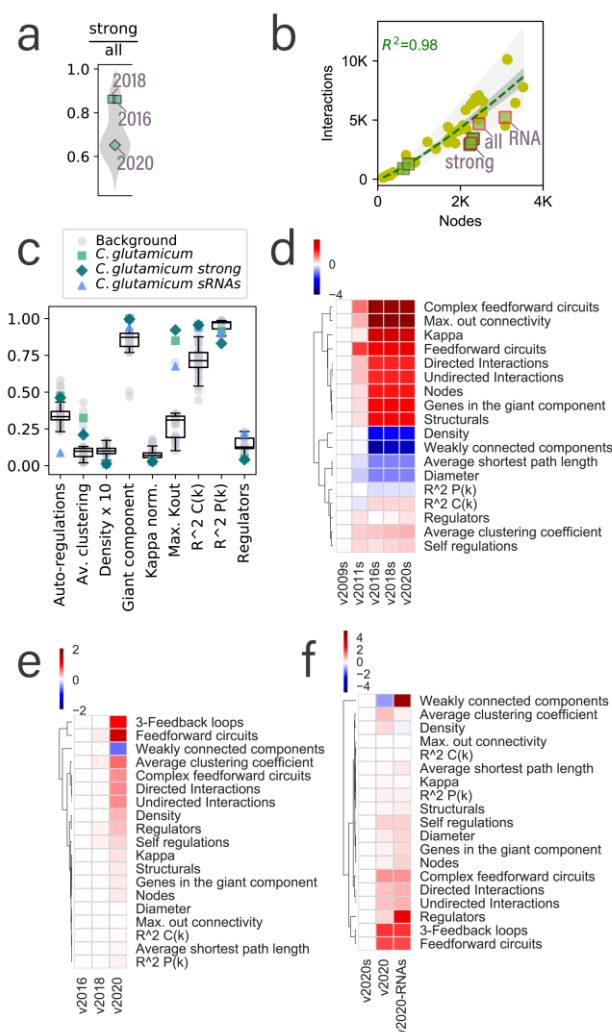 a
strong
all
1.0
0.8
0.6
2018
2016
2020
b
R²=0.98
Interactions
10K
5K
0
all
RNA
strong
0
2K
4K
Nodes
c
Background
C. glutamicum
C. glutamicum strong
C. glutamicum sRNAs
1.00
0.75
0.50
0.25
0.00
Auto-regulations
Av. clustering
Density x 10
Giant component
Kappa norm.
Max. Kout
R^2 C(k)
R^2 P(k)
Regulators
d
0
−4
Complex feedforward circuits
Max. out connectivity
Kappa
Feedforward circuits
Directed Interactions
Undirected Interactions
Nodes
Genes in the giant component
Structurals
Density
Weakly connected components
Average shortest path length
Diameter
R^2 P(k)
R^2 C(k)
Regulators
Average clustering coefficient
Self regulations
v2009s
v2011s
v2016s
v2018s
v2020s
e
2
0
−2
3-Feedback loops
Feedforward circuits
Weakly connected components
Average clustering coefficient
Complex feedforward circuits
Directed Interactions
Undirected Interactions
Density
Regulators
Self regulations
Kappa
Structurals
Genes in the giant component
Nodes
Diameter
Max. out connectivity
R^2 C(k)
Average shortest path length
R^2 P(k)
v2016
v2018
v2020
f
4
2
0
−2
−4
Weakly connected components
Average clustering coefficient
Density
Max. out connectivity
R^2 C(k)
Average shortest path length
Kappa
R^2 P(k)
Structurals
Self regulations
Diameter
Genes in the giant component
Nodes
Complex feedforward circuits
Directed Interactions
Undirected Interactions
Regulators
3-Feedback loops
Feedforward circuits
v2020s
v2020
v2020-RNAs